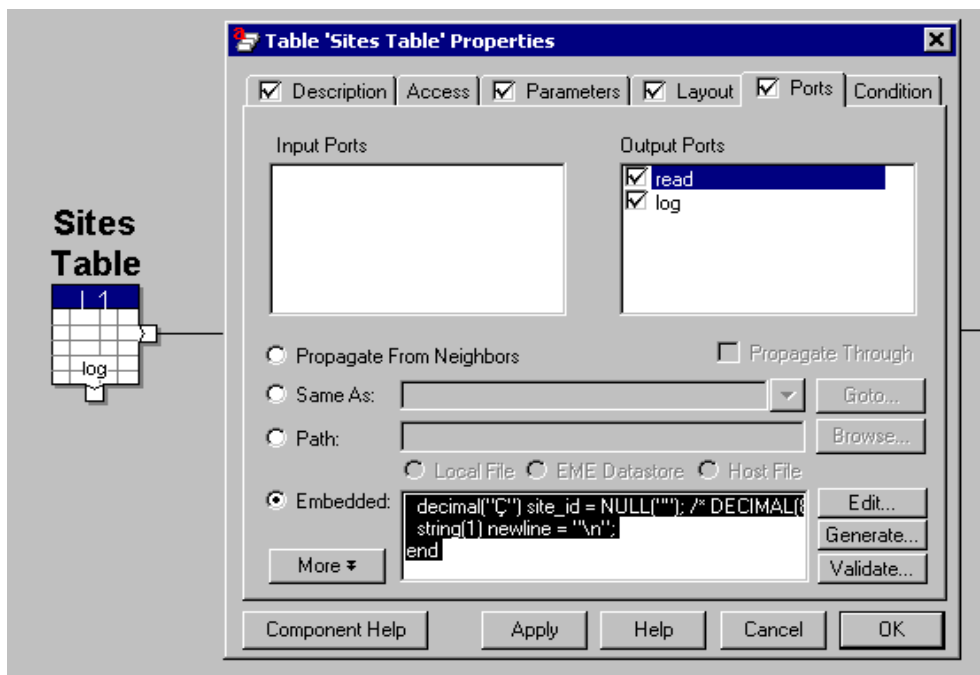 Table 'Sites Table' Properties
Description Access Parameters Layout Ports Condition
Input Ports
Output Ports
read
log
Sites
Table
log
Propagate From Neighbors
Propagate Through
Same As:
Goto...
Path:
Browse...
Local File EME Datastore Host File
Embedded:
decimal("Ç") site_id = NULL(""); /* DECIMAL(
string(1) newline = "\n";
end
Edit...
Generate...
Validate...
More
Component Help Apply Help Cancel OK